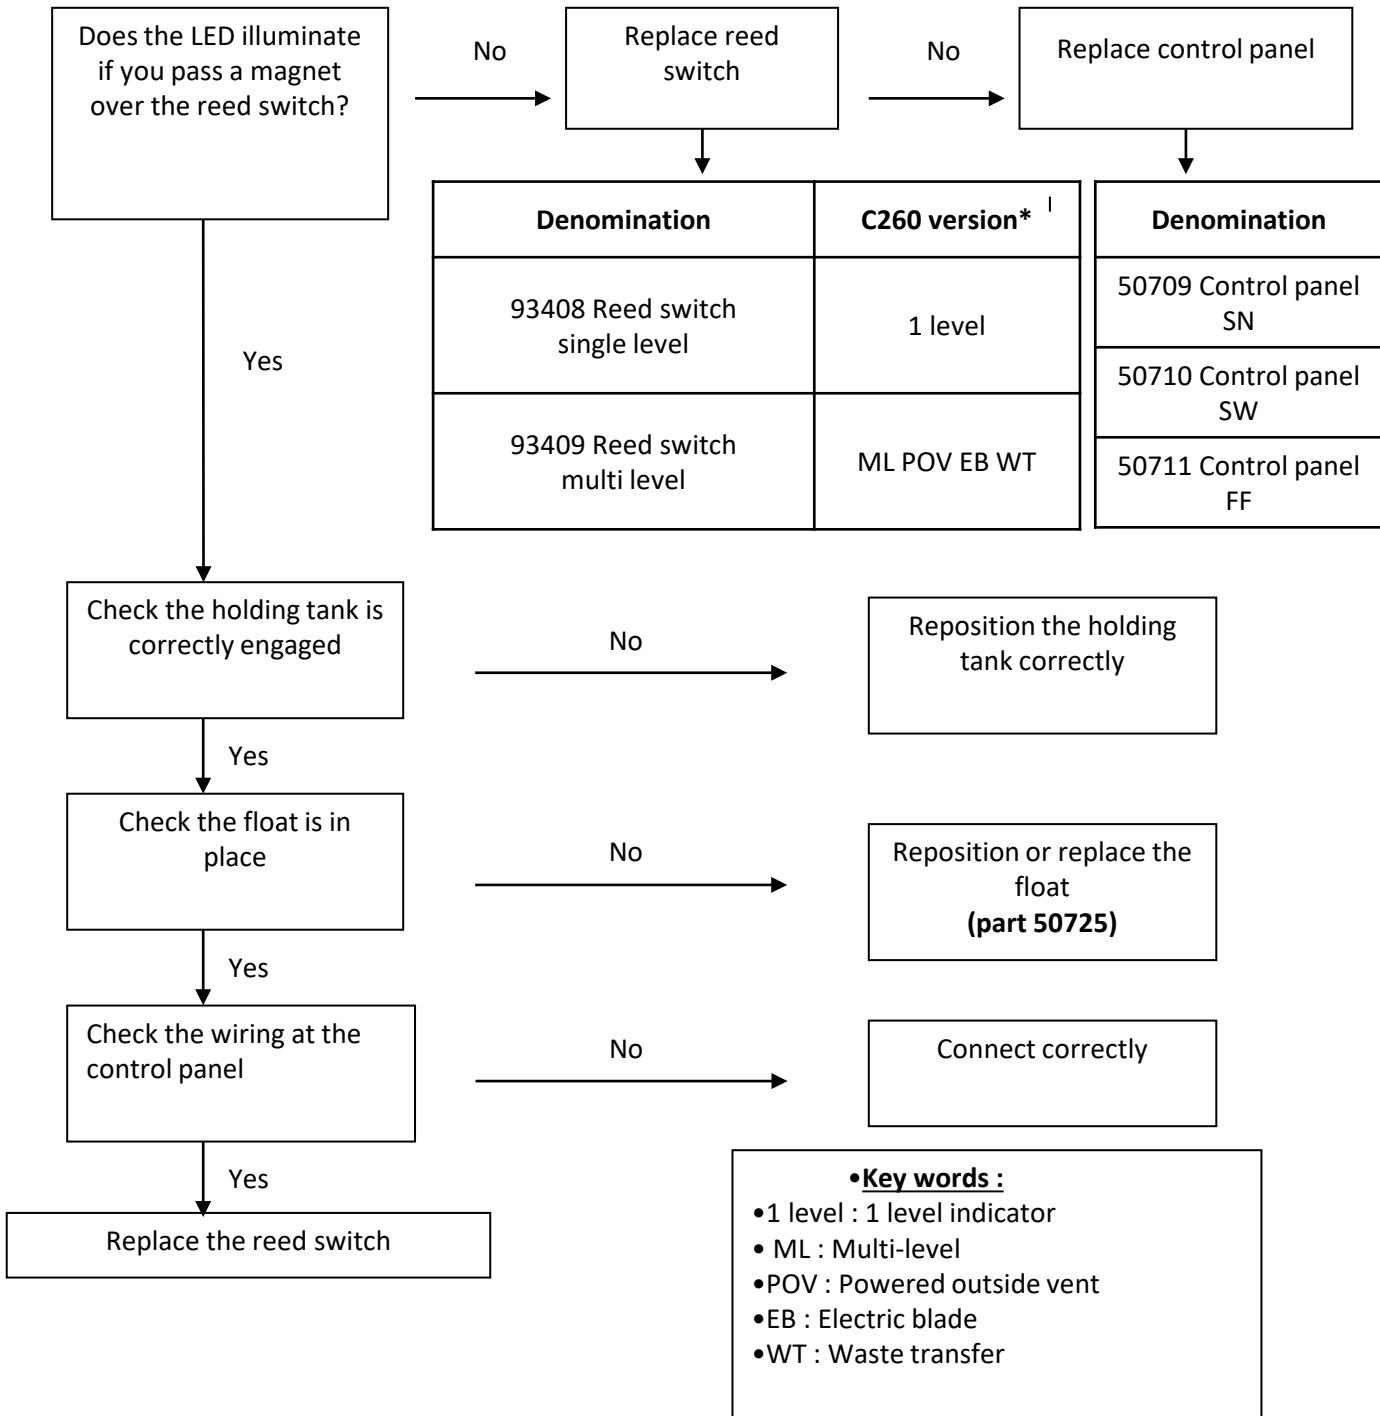 Does the LED illuminate
if you pass a magnet
over the reed switch?
No
Replace reed
switch
No
Replace control panel
Denomination
C260 version*
93408 Reed switch
single level
1 level
93409 Reed switch
multi level
ML POV EB WT
Denomination
50709 Control panel
SN
50710 Control panel
SW
50711 Control panel
FF
Yes
Check the holding tank is
correctly engaged
No
Reposition the holding
tank correctly
Yes
Check the float is in
place
No
Reposition or replace the
float
(part 50725)
Yes
Check the wiring at the
control panel
No
Connect correctly
Yes
Replace the reed switch
•Key words :
•1 level : 1 level indicator
• ML : Multi-level
•POV : Powered outside vent
•EB : Electric blade
•WT : Waste transfer